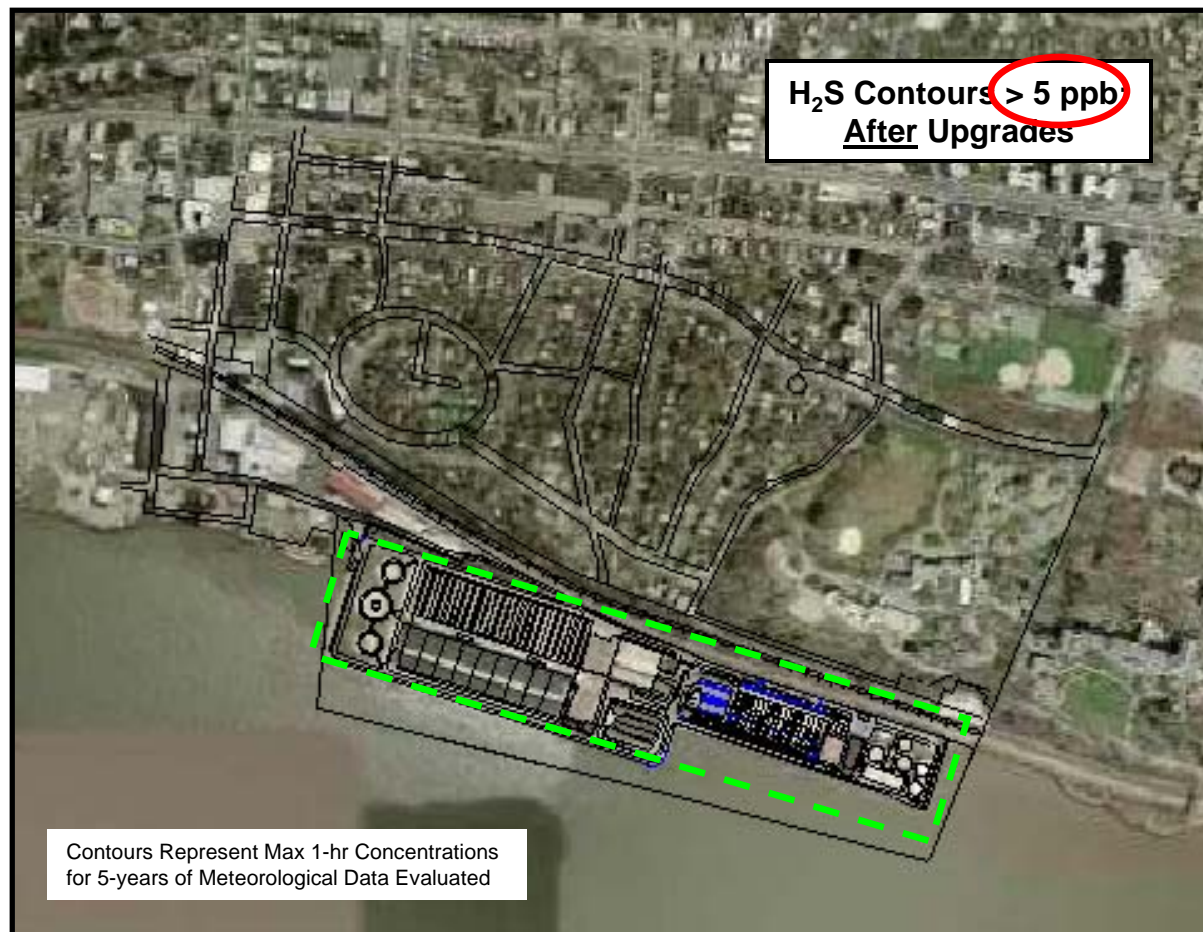 H₂S Contours > 5 ppb
After Upgrades
Contours Represent Max 1-hr Concentrations
for 5-years of Meteorological Data Evaluated